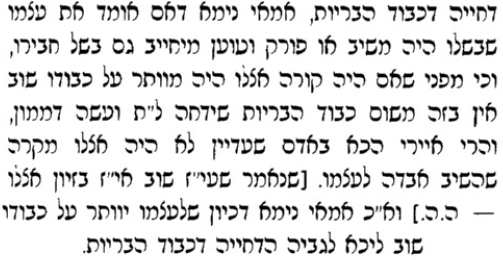 דחייה דכבוד הבריות, אמאי נימא דאם אומד את עצמו
שבשלו היה משיב או פורק וטוען מיחייב גם בשל חבירו,
וכי מפני שאם היה קורה אצלו היה מוותר על כבודו שוב
אין בזה משום כבוד הבריות שידחה ל״ת ועשה דממון,
והרי איירי הכא באדם שעדיין לא היה אצלו מקרה
שהשיב אבדה לעצמו. [שנאמר שעי״ז שוב אי״ז בזיון אצלו
— ה.ה.] וא״כ אמאי נימא דכיון שלעצמו יוותר על כבודו
שוב ליכא לגביה הדחייה דכבוד הבריות.